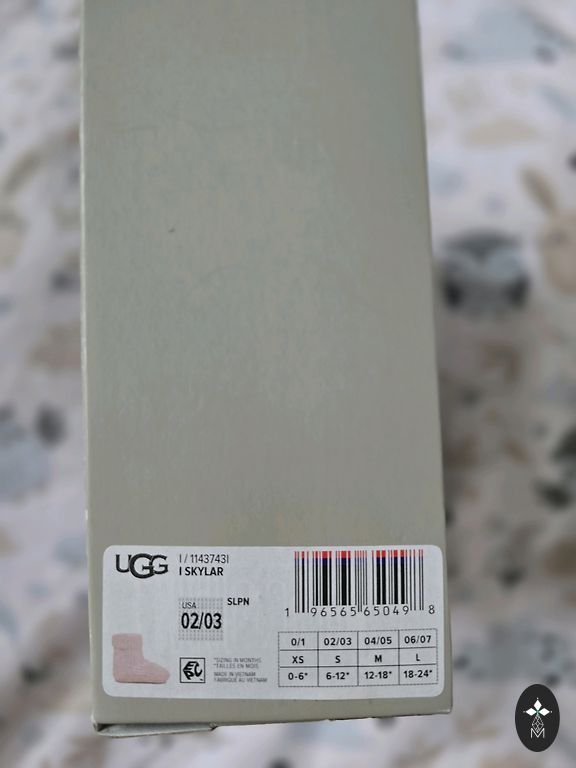 UGG
I / 1143743I
I SKYLAR
USA
02/03
SLPN
1 96565 65049 8
0/1 02/03 04/05 06/07
XS S M L
0-6* 6-12* 12-18* 18-24*
*SIZING IN MONTHS
*TAILLES EN MOIS
MADE IN VIETNAM
FABRIQUÉ AU VIETNAM
M